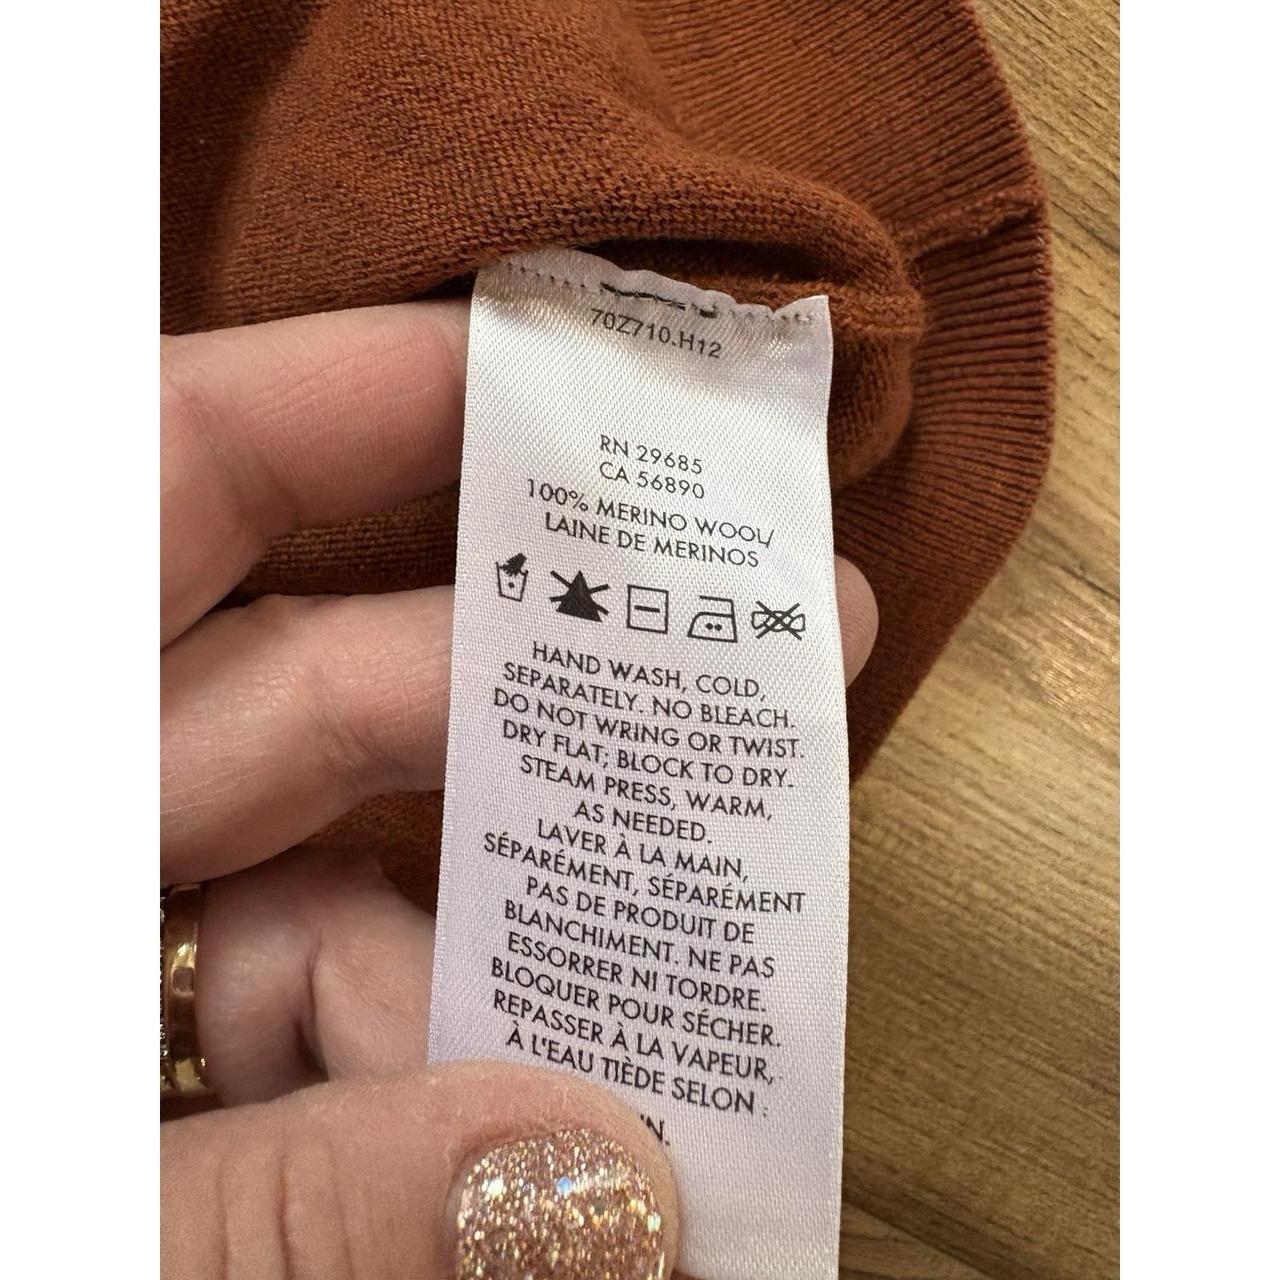 70Z710.H12
RN 29685
CA 56890
100% MERINO WOOL/
LAINE DE MERINOS
HAND WASH, COLD,
SEPARATELY. NO BLEACH.
DO NOT WRING OR TWIST.
DRY FLAT; BLOCK TO DRY.
STEAM PRESS, WARM,
AS NEEDED.
LAVER À LA MAIN,
SÉPARÉMENT, SÉPARÉMENT
PAS DE PRODUIT DE
BLANCHIMENT. NE PAS
ESSORRER NI TORDRE.
BLOQUER POUR SÉCHER.
REPASSER À LA VAPEUR,
À L'EAU TIÈDE SELON